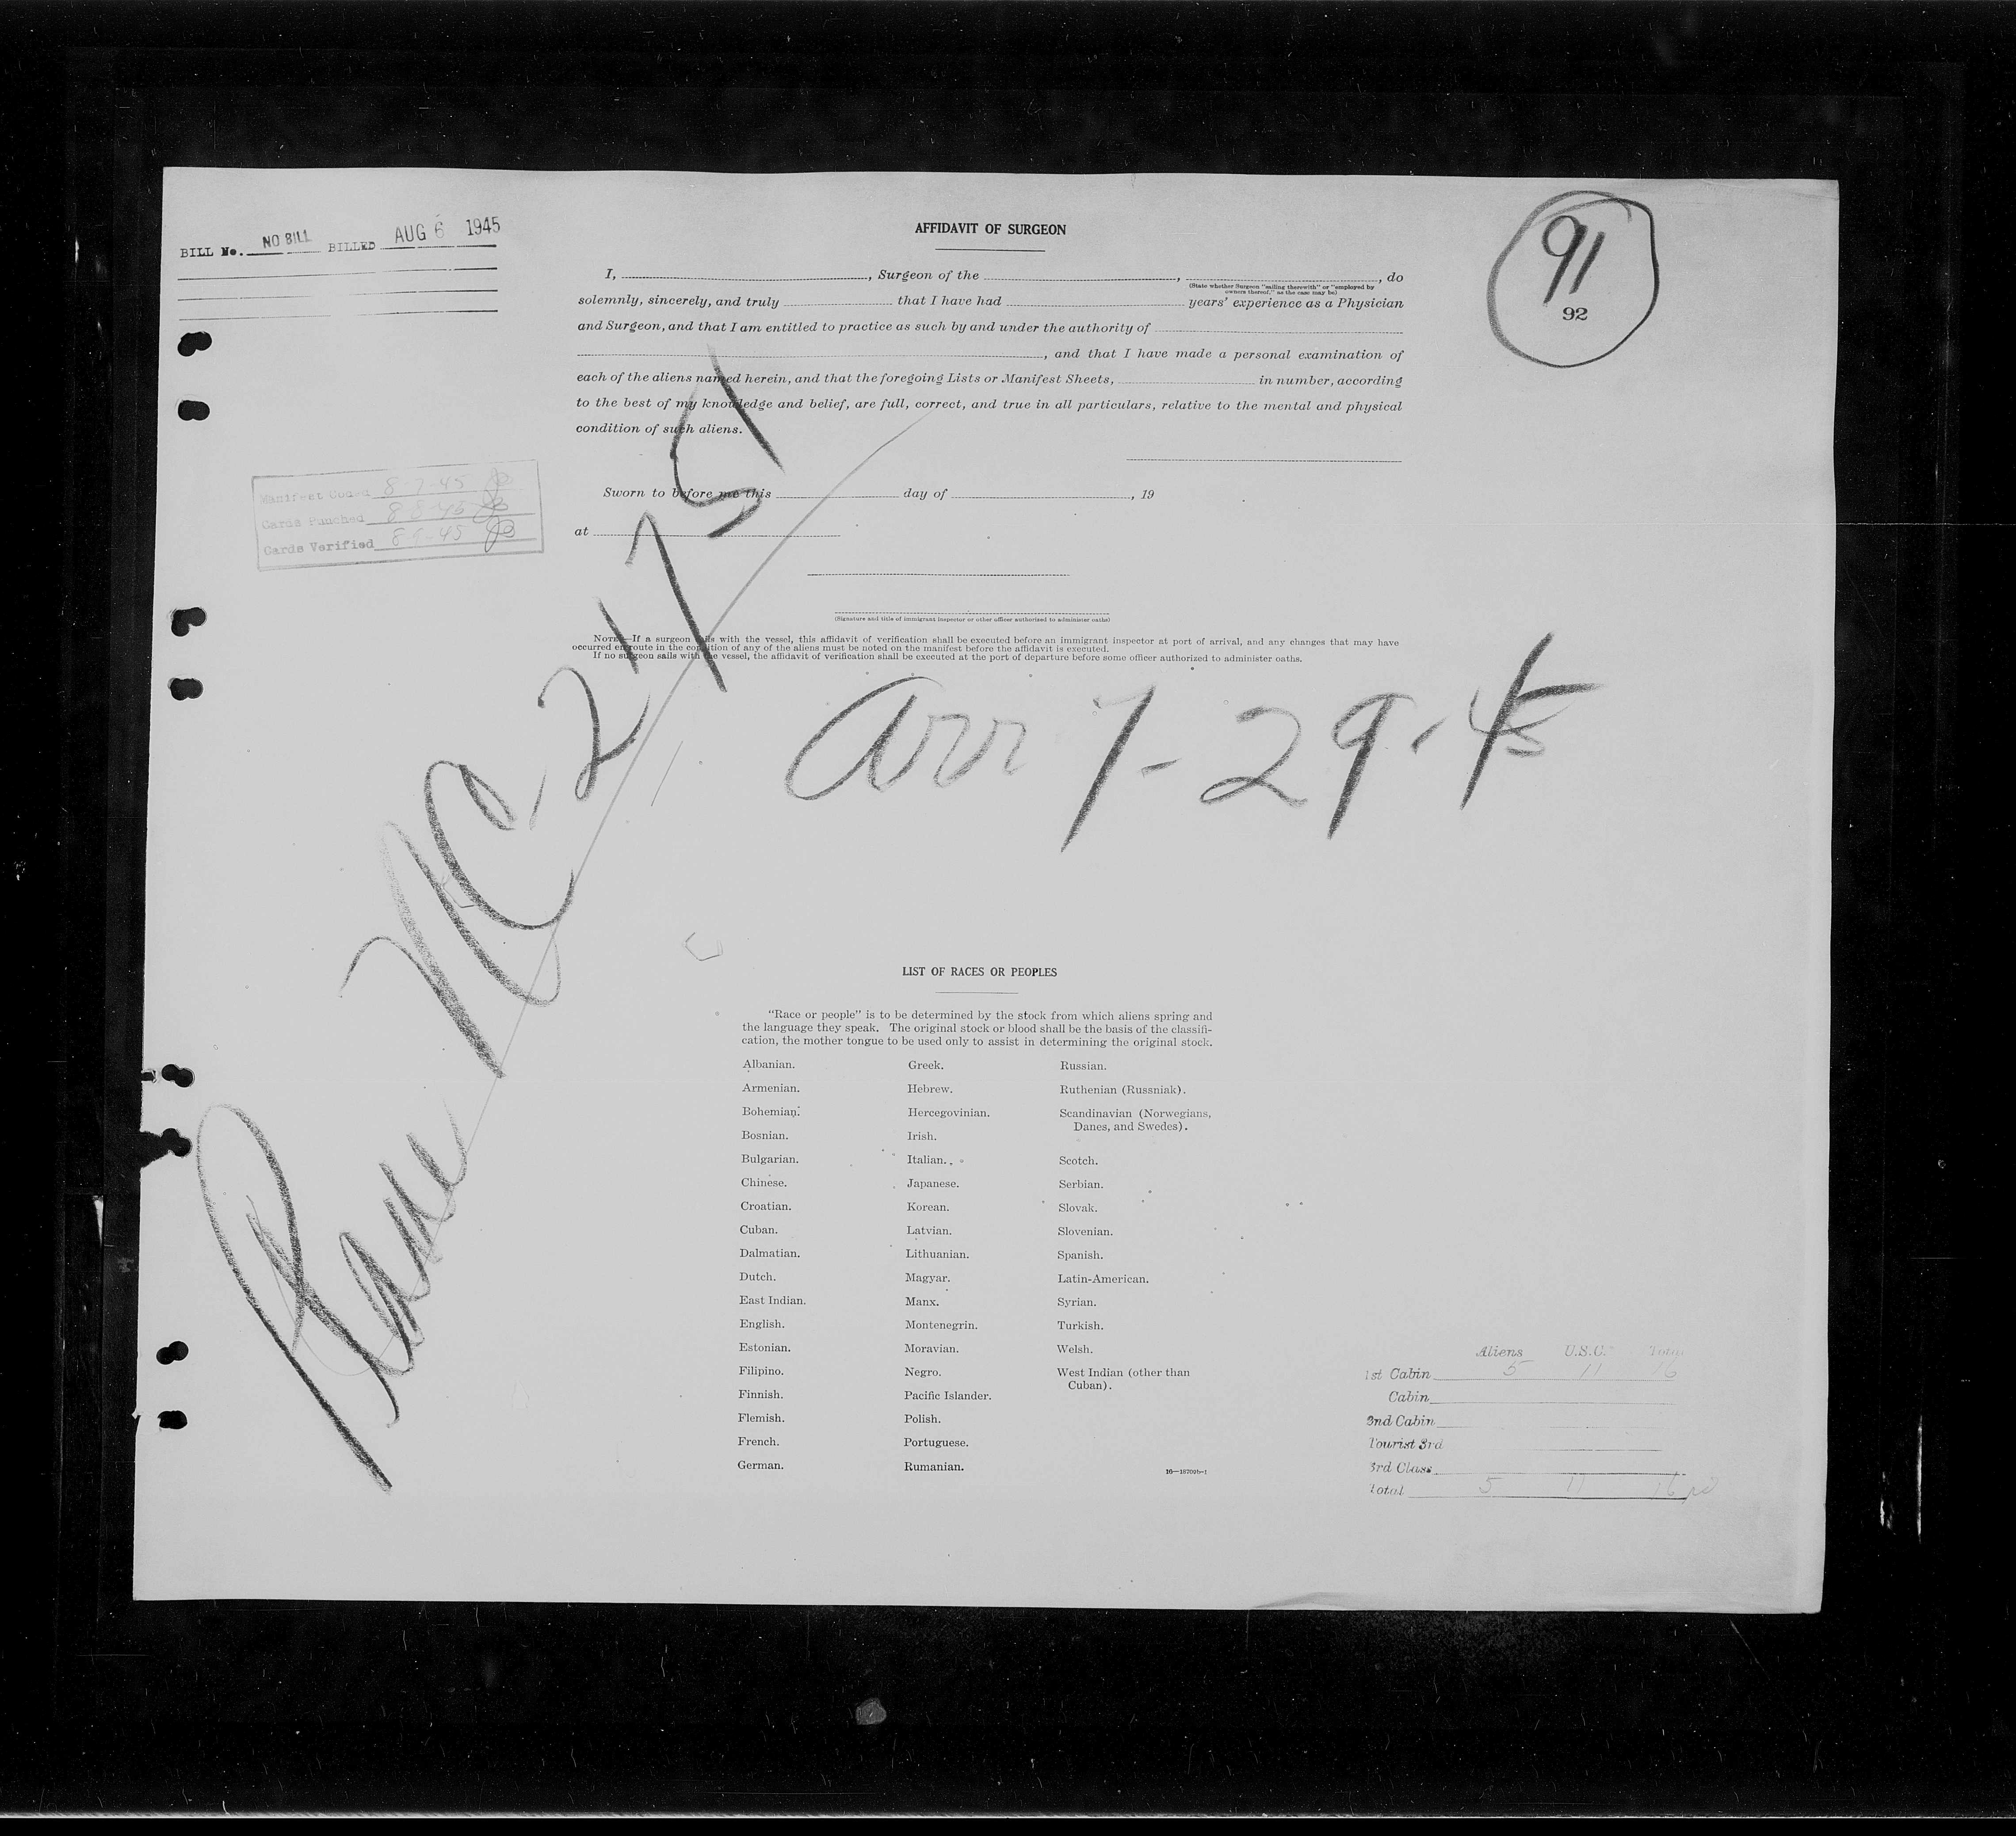 BILL No. NO BILL BILLED AUG 6 1945
AFFIDAVIT OF SURGEON
91
92
I, , Surgeon of the , , do
(State whether Surgeon "sailing therewith" or "employed by
owners thereof," as the case may be)
solemnly, sincerely, and truly that I have had years' experience as a Physician
and Surgeon, and that I am entitled to practice as such by and under the authority of
, and that I have made a personal examination of
each of the aliens named herein, and that the foregoing Lists or Manifest Sheets, in number, according
to the best of my knowledge and belief, are full, correct, and true in all particulars, relative to the mental and physical
condition of such aliens.
Manifest Coded 8-7-45
Cards Punched 8-8-45
Cards Verified 8-9-45
Sworn to before me this day of , 19
at
(Signature and title of immigrant inspector or other officer authorized to administer oaths)
NOTE.—If a surgeon sails with the vessel, this affidavit of verification shall be executed before an immigrant inspector at port of arrival, and any changes that may have
occurred en route in the condition of any of the aliens must be noted on the manifest before the affidavit is executed.
If no surgeon sails with the vessel, the affidavit of verification shall be executed at the port of departure before some officer authorized to administer oaths.
NC-21751
arr 7-29-45
LIST OF RACES OR PEOPLES
"Race or people" is to be determined by the stock from which aliens spring and
the language they speak. The original stock or blood shall be the basis of the classifi-
cation, the mother tongue to be used only to assist in determining the original stock.
Albanian. Greek. Russian.
Armenian. Hebrew. Ruthenian (Russniak).
Bohemian. Hercegovinian. Scandinavian (Norwegians,
Danes, and Swedes).
Bosnian. Irish.
Bulgarian. Italian. Scotch.
Chinese. Japanese. Serbian.
Croatian. Korean. Slovak.
Cuban. Latvian. Slovenian.
Dalmatian. Lithuanian. Spanish.
Dutch. Magyar. Latin-American.
East Indian. Manx. Syrian.
English. Montenegrin. Turkish.
Estonian. Moravian. Welsh.
Filipino. Negro. West Indian (other than
Cuban).
Finnish. Pacific Islander.
Flemish. Polish.
French. Portuguese.
German. Rumanian.
16—18709b-1
Aliens U.S.C. Total
1st Cabin 5 11 16
Cabin
2nd Cabin
Tourist 3rd
3rd Class
Total 5 11 16